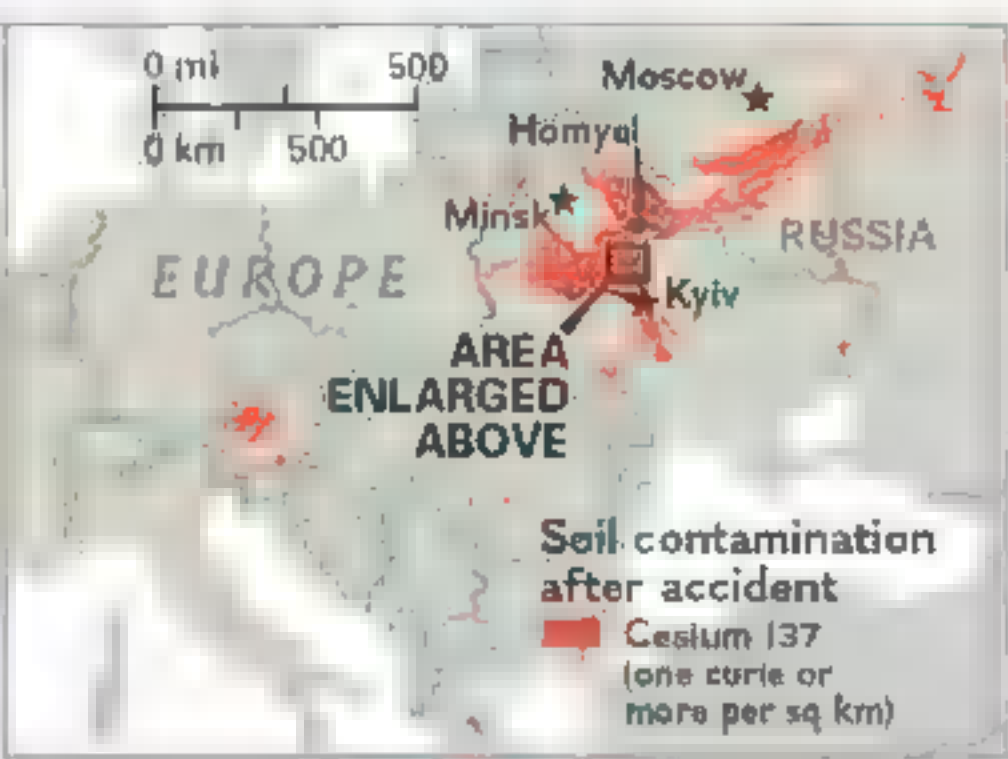 0 mi 500
0 km 500
Moscow
Homyel
Minsk
RUSSIA
EUROPE
Kyiv
AREA
ENLARGED
ABOVE
Soil contamination
after accident
Cesium 137
(one curie or
more per sq km)